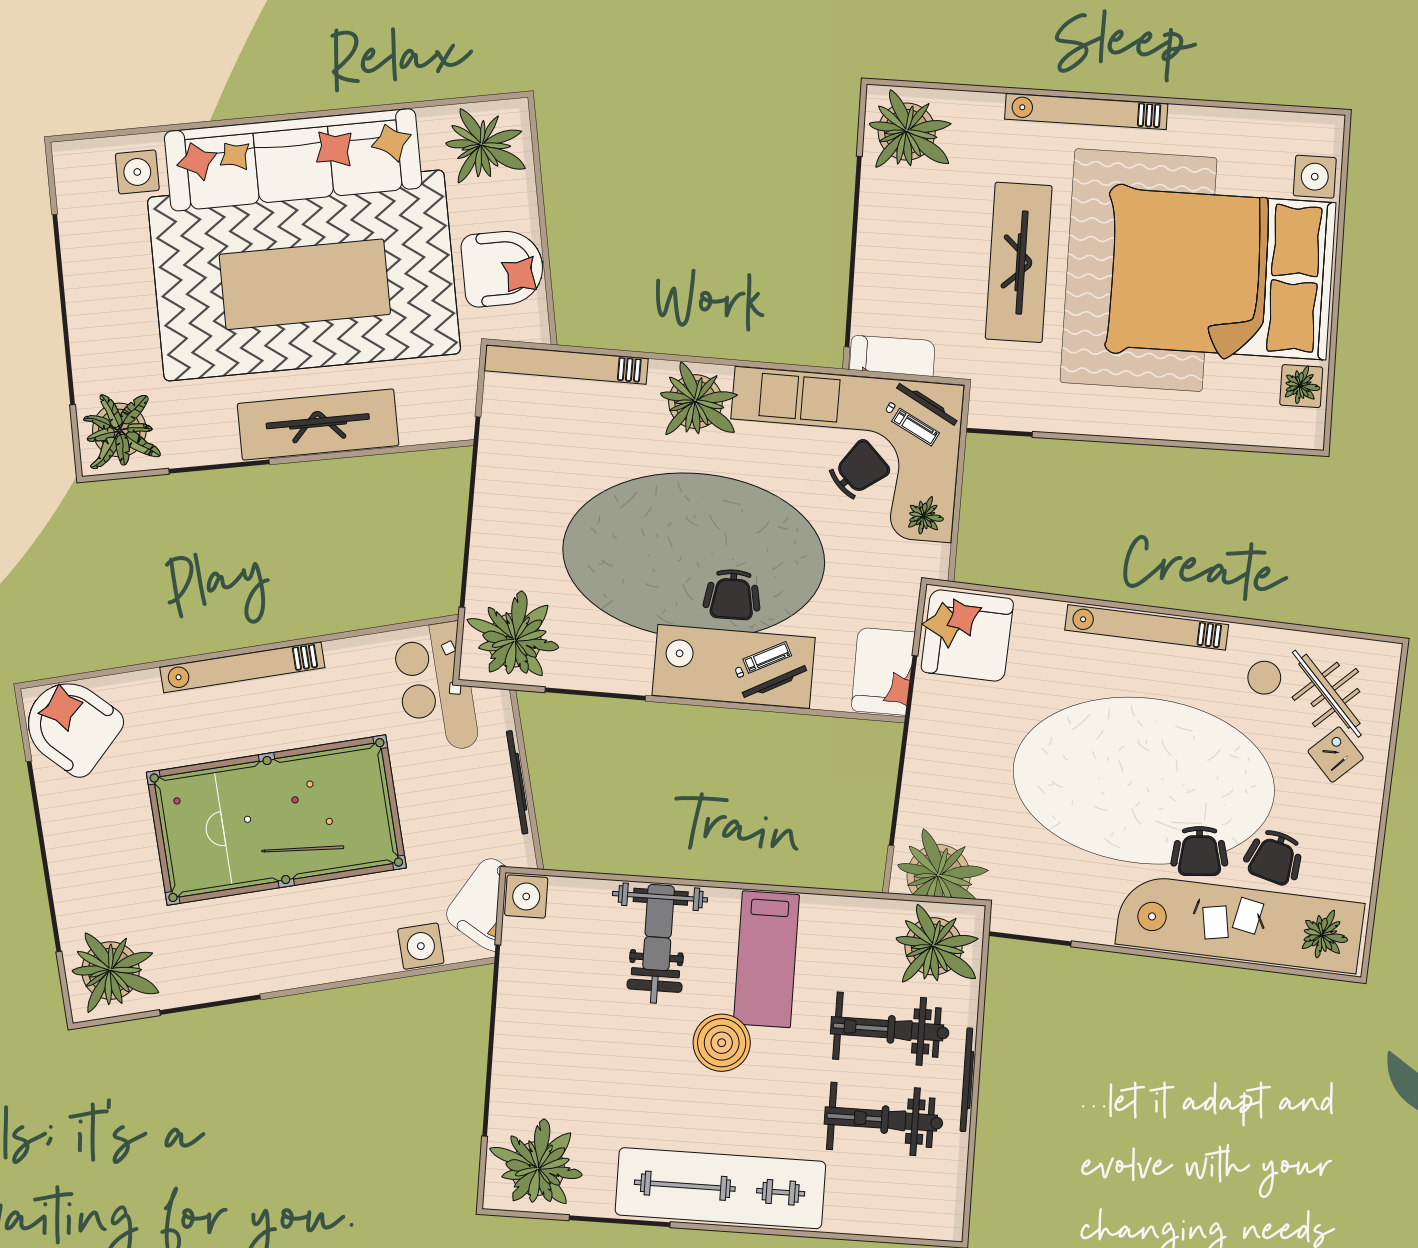 Relax
Sleep
Work
Play
Create
Train
ls; it's a
waiting for you.
...let it adapt and
evolve with your
changing needs